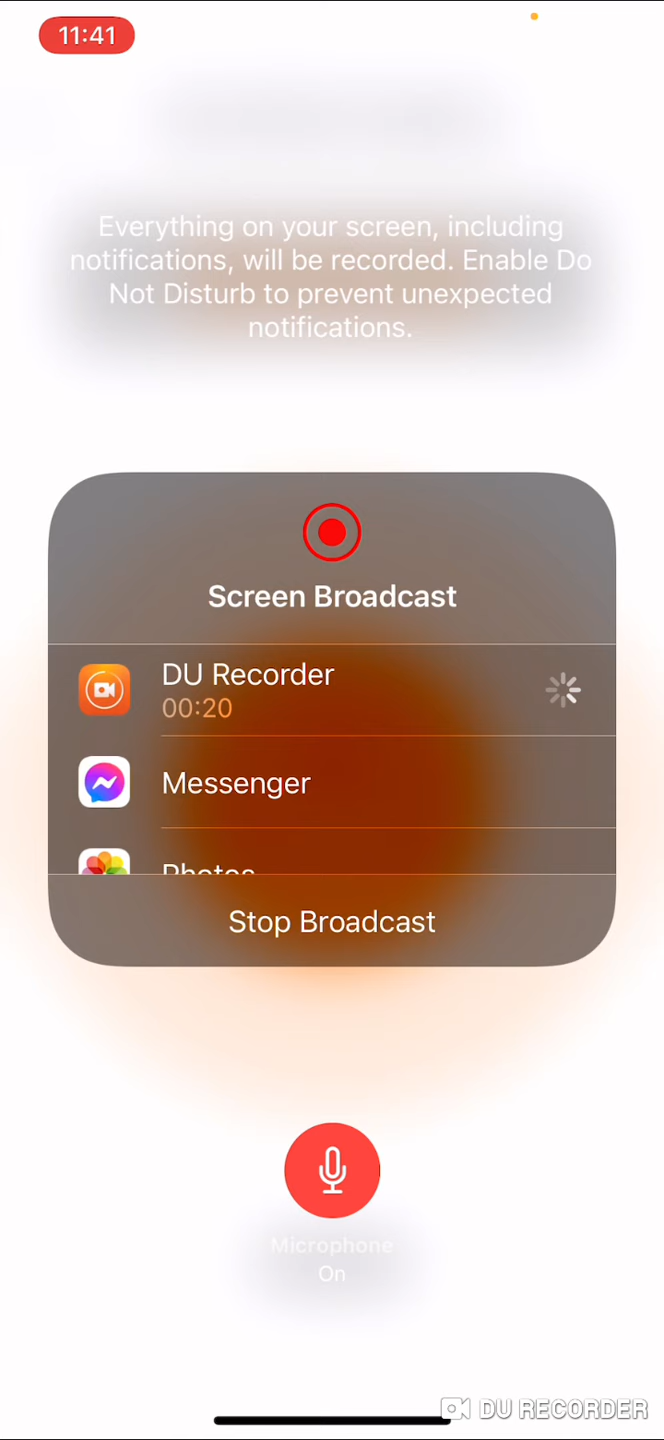 11:41
Everything on your screen, including
notifications, will be recorded. Enable Do
Not Disturb to prevent unexpected
notifications.
Screen Broadcast
DU Recorder
00:20
Messenger
Photos
Stop Broadcast
Microphone
On
DU RECORDER